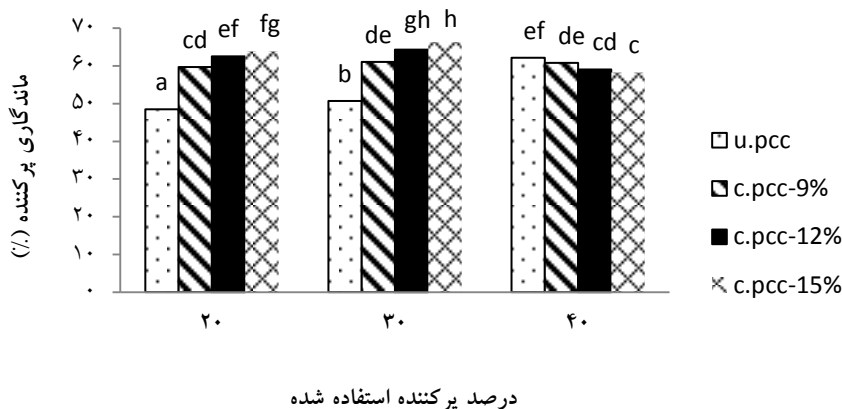 ماندگاری پرکننده (٪)
۷۰
۶۰
۵۰
۴۰
۳۰
۲۰
۱۰
۰
a cd ef fg
b de gh h
ef de cd c
۲۰ ۳۰ ۴۰
درصد پرکننده استفاده شده
u.pcc
c.pcc-9%
c.pcc-12%
c.pcc-15%